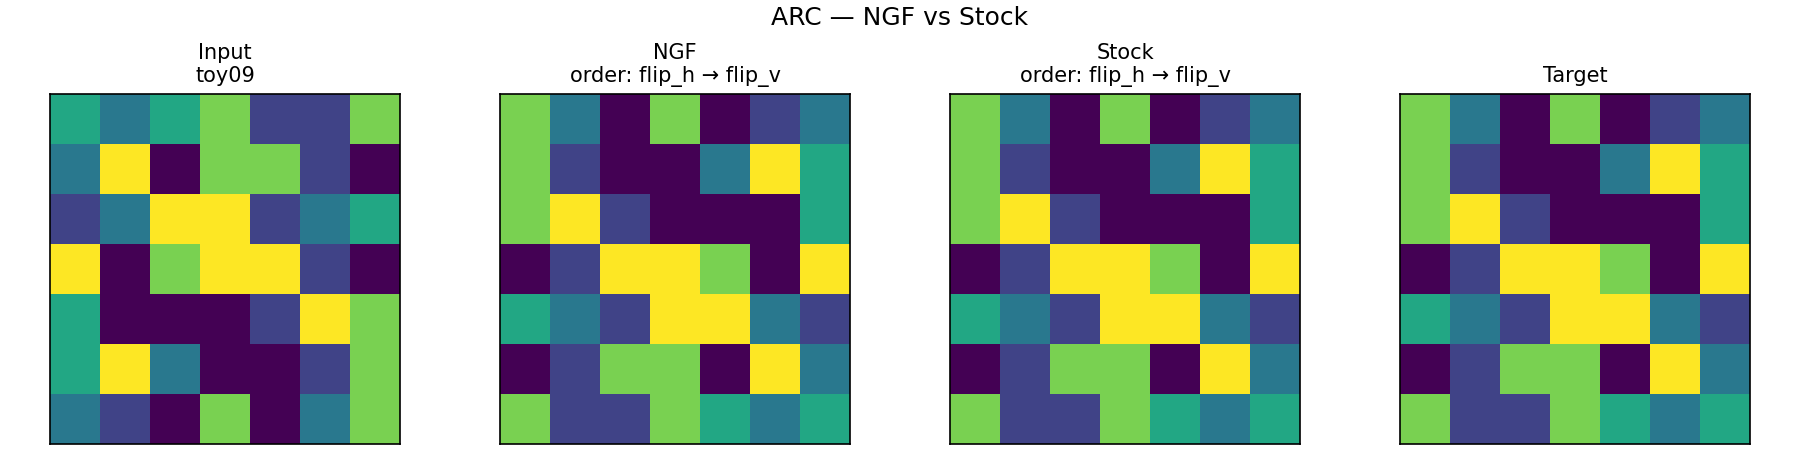 ARC — NGF vs Stock
Input
toy09
NGF
order: flip_h → flip_v
Stock
order: flip_h → flip_v
Target